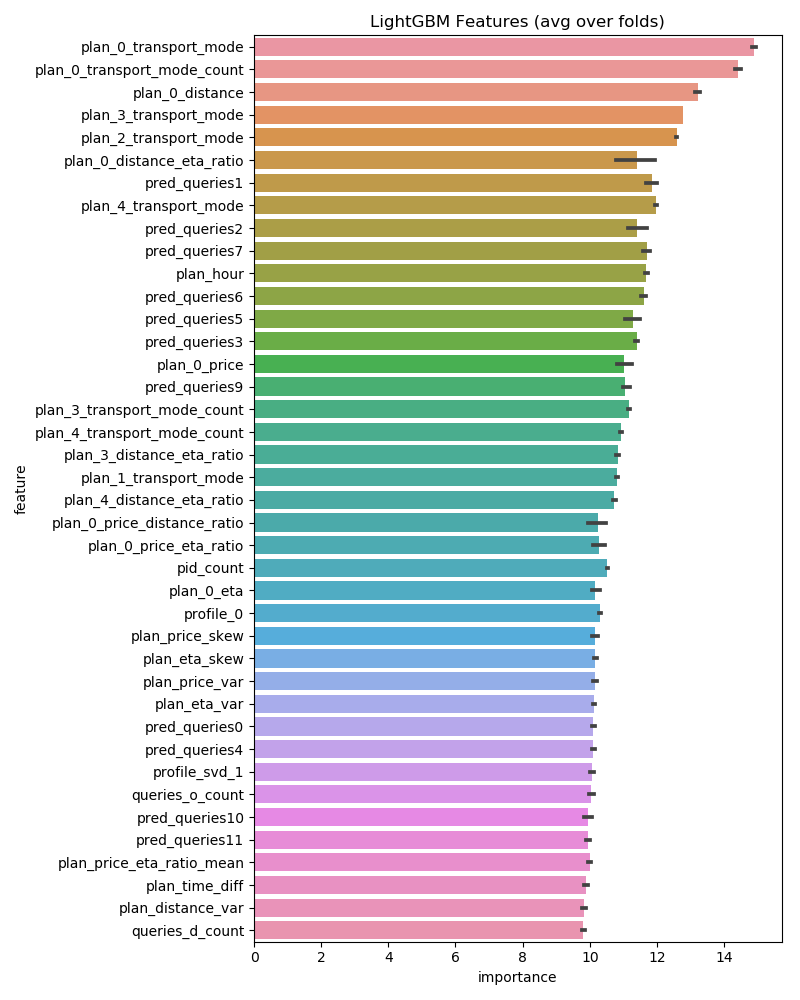 LightGBM Features (avg over folds)
plan_0_transport_mode
plan_0_transport_mode_count
plan_0_distance
plan_3_transport_mode
plan_2_transport_mode
plan_0_distance_eta_ratio
pred_queries1
plan_4_transport_mode
pred_queries2
pred_queries7
plan_hour
pred_queries6
pred_queries5
pred_queries3
plan_0_price
pred_queries9
plan_3_transport_mode_count
plan_4_transport_mode_count
plan_3_distance_eta_ratio
plan_1_transport_mode
plan_4_distance_eta_ratio
plan_0_price_distance_ratio
plan_0_price_eta_ratio
pid_count
plan_0_eta
profile_0
plan_price_skew
plan_eta_skew
plan_price_var
plan_eta_var
pred_queries0
pred_queries4
profile_svd_1
queries_o_count
pred_queries10
pred_queries11
plan_price_eta_ratio_mean
plan_time_diff
plan_distance_var
queries_d_count
feature
0 2 4 6 8 10 12 14
importance